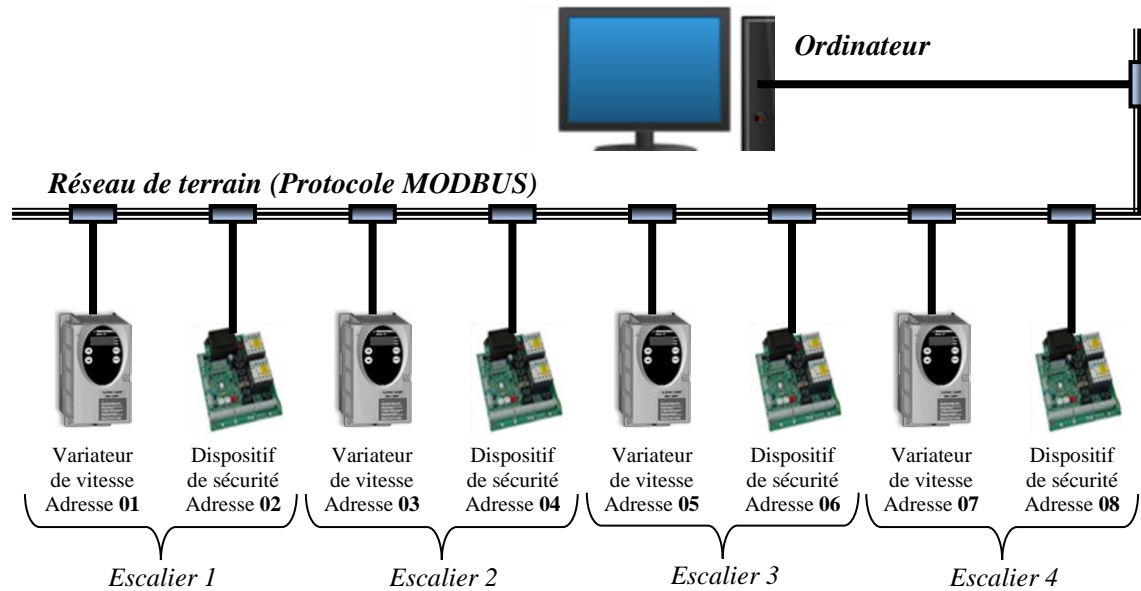 Ordinateur
Réseau de terrain (Protocole MODBUS)
Variateur
de vitesse
Adresse 01
Dispositif
de sécurité
Adresse 02
Variateur
de vitesse
Adresse 03
Dispositif
de sécurité
Adresse 04
Variateur
de vitesse
Adresse 05
Dispositif
de sécurité
Adresse 06
Variateur
de vitesse
Adresse 07
Dispositif
de sécurité
Adresse 08
Escalier 1
Escalier 2
Escalier 3
Escalier 4